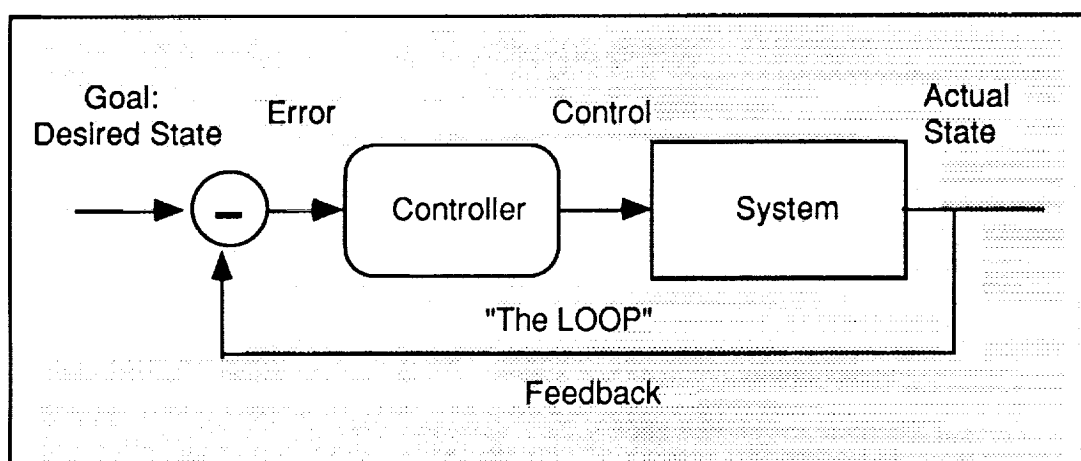 Goal:
Desired State
Error
Control
Actual
State
-
Controller
System
"The LOOP"
Feedback